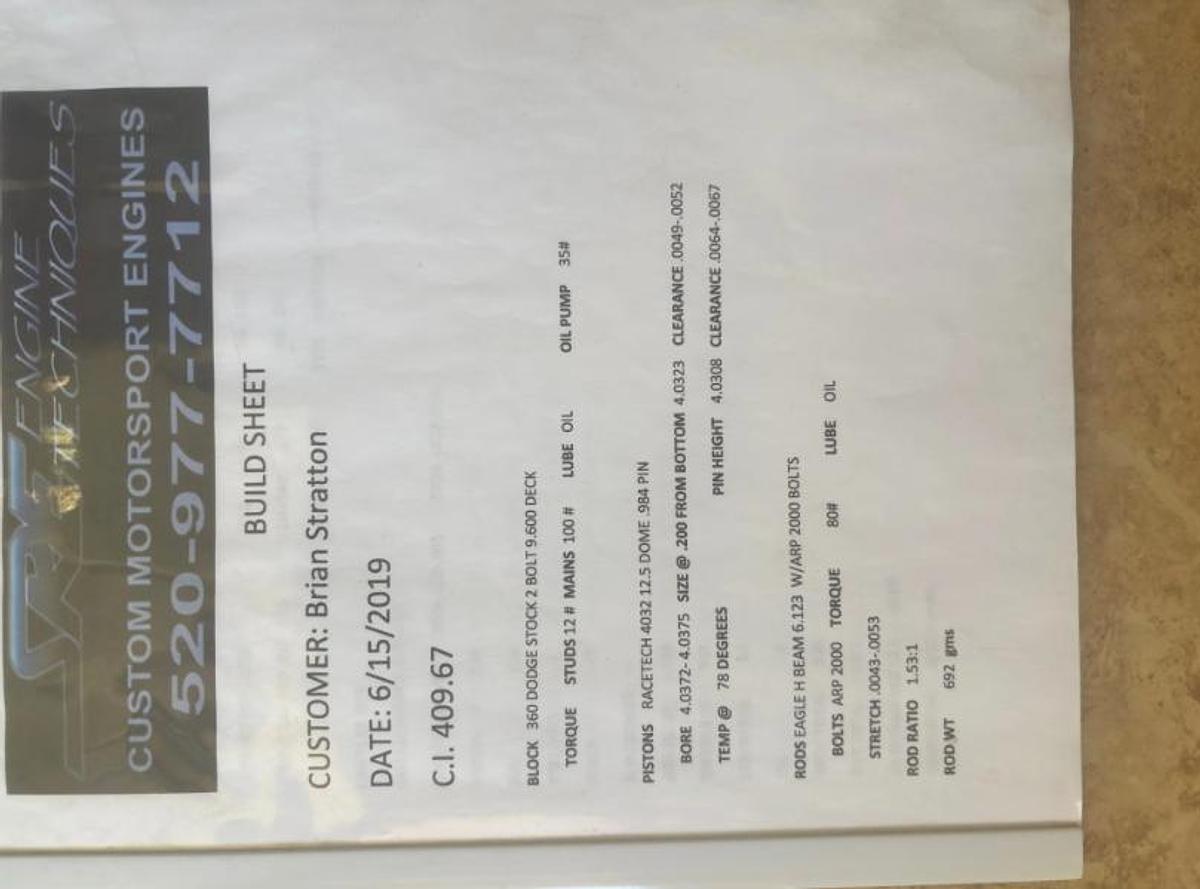 SRE ENGINE
TECHNIQUES
CUSTOM MOTORSPORT ENGINES
520-977-7712
BUILD SHEET
CUSTOMER: Brian Stratton
DATE: 6/15/2019
C.I. 409.67
BLOCK 360 DODGE STOCK 2 BOLT 9.600 DECK
TORQUE STUDS 12 # MAINS 100 # LUBE OIL OIL PUMP 35#
PISTONS RACETECH 4032 12.5 DOME .984 PIN
BORE 4.0372- 4.0375 SIZE @ .200 FROM BOTTOM 4.0323 CLEARANCE .0049-.0052
TEMP @ 78 DEGREES PIN HEIGHT 4.0308 CLEARANCE .0064-.0067
RODS EAGLE H BEAM 6.123 W/ARP 2000 BOLTS
BOLTS ARP 2000 TORQUE 80# LUBE OIL
STRETCH .0043-.0053
ROD RATIO 1.53:1
ROD WT 692 gms